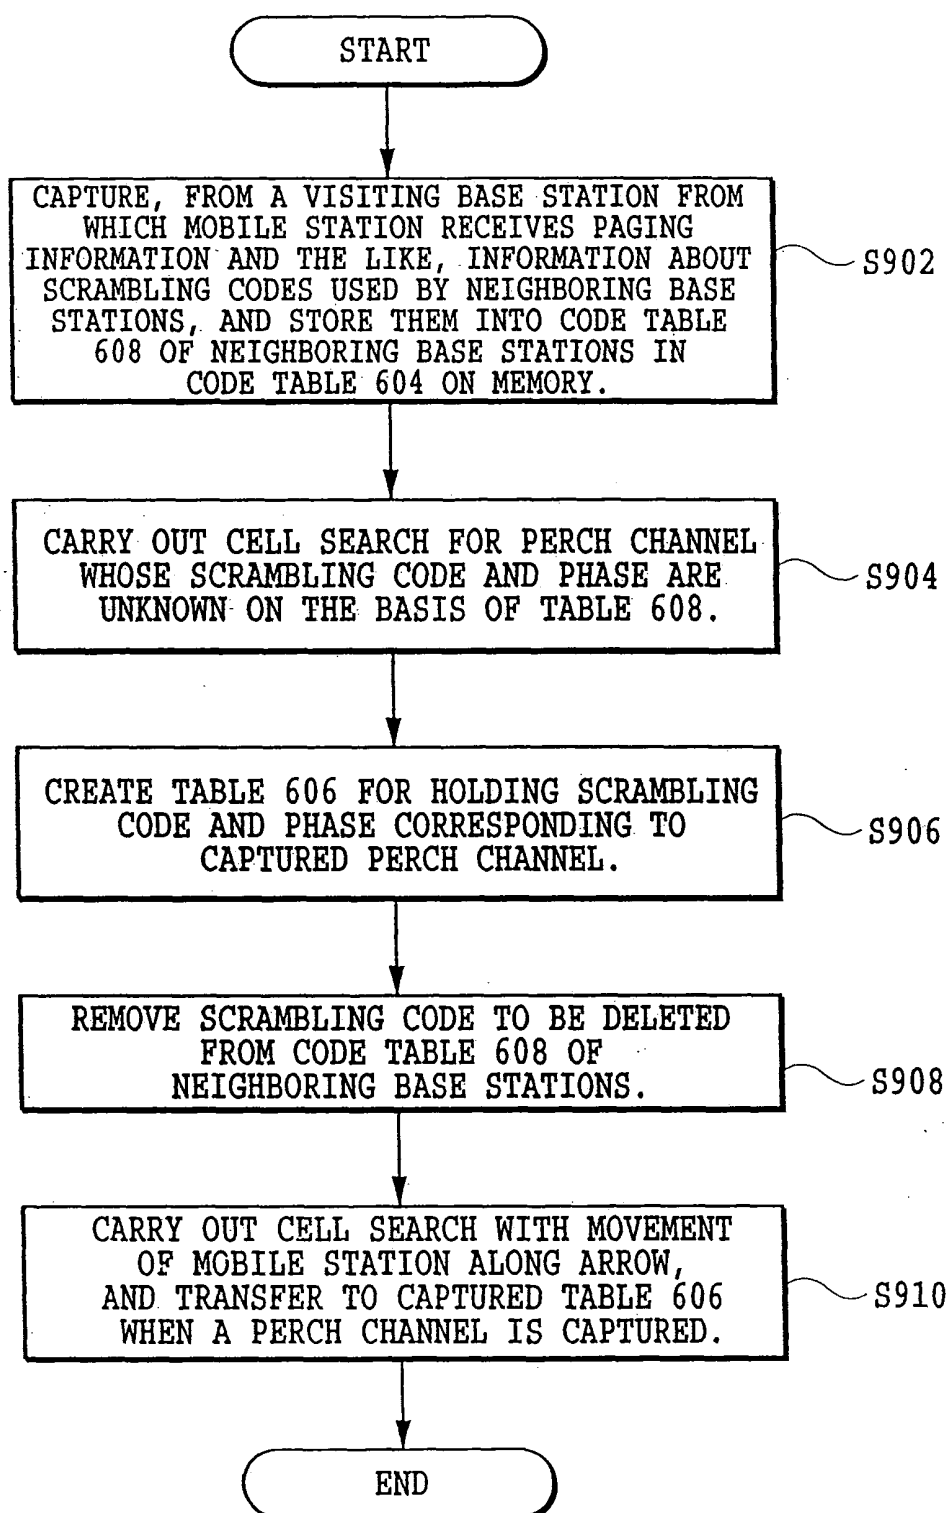 START
CAPTURE, FROM A VISITING BASE STATION FROM
WHICH MOBILE STATION RECEIVES PAGING
INFORMATION AND THE LIKE, INFORMATION ABOUT
SCRAMBLING CODES USED BY NEIGHBORING BASE
STATIONS, AND STORE THEM INTO CODE TABLE
608 OF NEIGHBORING BASE STATIONS IN
CODE TABLE 604 ON MEMORY.
S902
CARRY OUT CELL SEARCH FOR PERCH CHANNEL
WHOSE SCRAMBLING CODE AND PHASE ARE
UNKNOWN ON THE BASIS OF TABLE 608.
S904
CREATE TABLE 606 FOR HOLDING SCRAMBLING
CODE AND PHASE CORRESPONDING TO
CAPTURED PERCH CHANNEL.
S906
REMOVE SCRAMBLING CODE TO BE DELETED
FROM CODE TABLE 608 OF
NEIGHBORING BASE STATIONS.
S908
CARRY OUT CELL SEARCH WITH MOVEMENT
OF MOBILE STATION ALONG ARROW,
AND TRANSFER TO CAPTURED TABLE 606
WHEN A PERCH CHANNEL IS CAPTURED.
S910
END